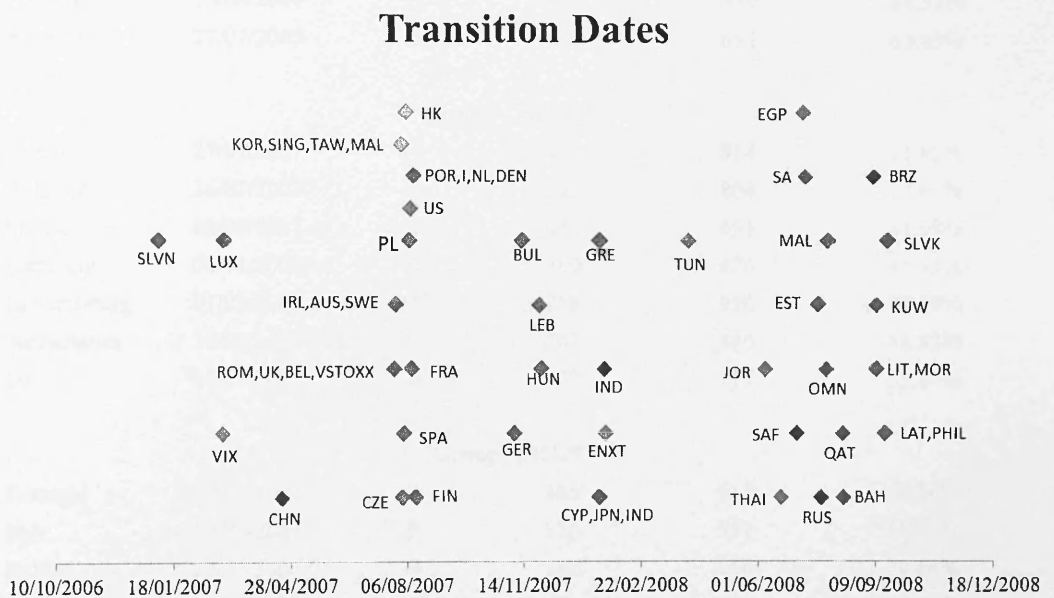 Transition Dates
HK
EGP
KOR,SING,TAW,MAL
POR,I,NL,DEN
SA
BRZ
US
SLVN
LUX
PL
BUL
GRE
TUN
MAL
SLVK
IRL,AUS,SWE
LEB
EST
KUW
ROM,UK,BEL,VSTOXX
FRA
HUN
IND
JOR
OMN
LIT,MOR
VIX
SPA
GER
ENXT
SAF
QAT
LAT,PHIL
CHN
CZE
FIN
CYP,JPN,IND
THAI
RUS
BAH
10/10/2006 18/01/2007 28/04/2007 06/08/2007 14/11/2007 22/02/2008 01/06/2008 09/09/2008 18/12/2008